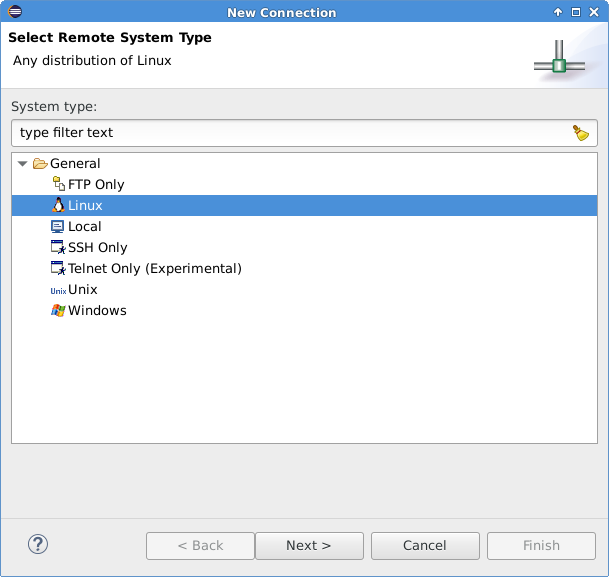 New Connection
Select Remote System Type
Any distribution of Linux
System type:
type filter text
General
FTP Only
Linux
Local
SSH Only
Telnet Only (Experimental)
Unix Unix
Windows
? < Back Next > Cancel Finish